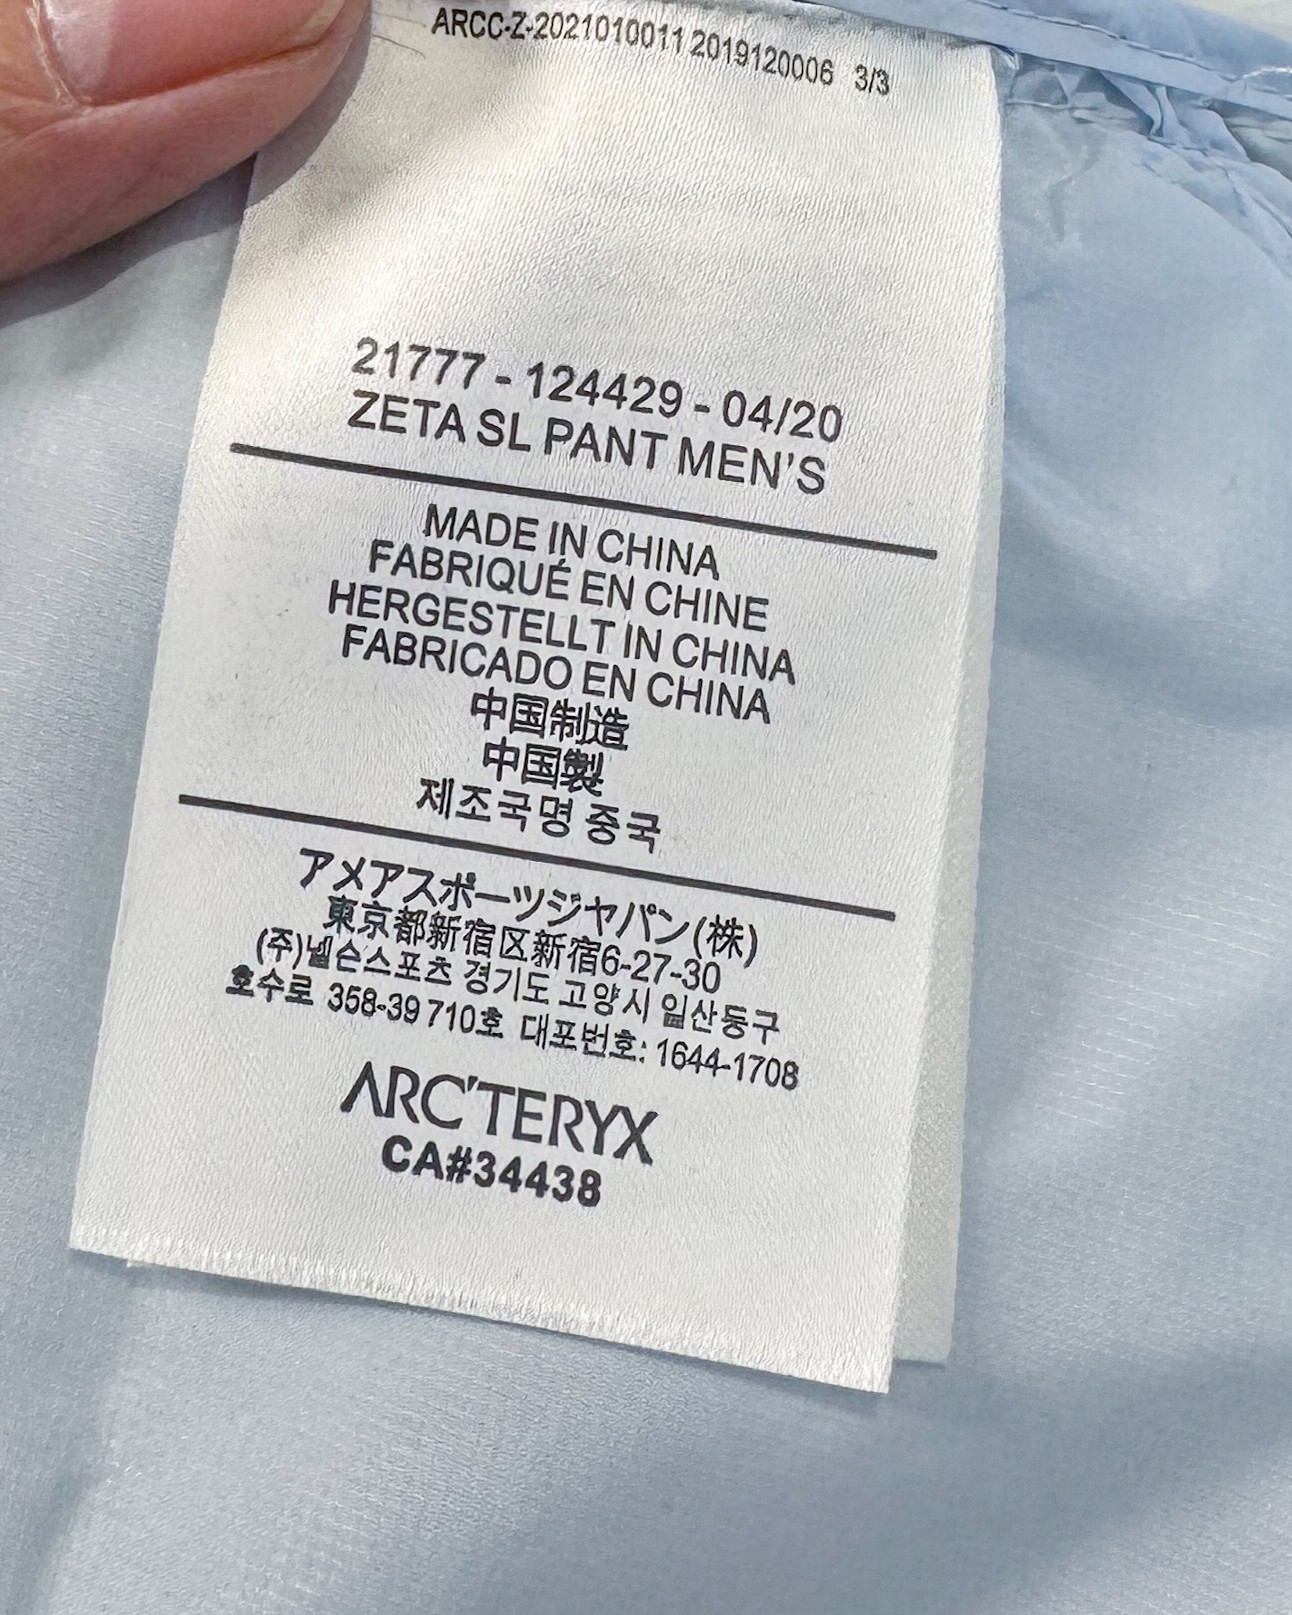 ARCC-Z-2021010011 2019120006 3/3
21777 - 124429 - 04/20
ZETA SL PANT MEN'S
MADE IN CHINA
FABRIQUÉ EN CHINE
HERGESTELLT IN CHINA
FABRICADO EN CHINA
中国制造
中国製
제조국명 중국
アメアスポーツジヤパン(株)
東京都新宿区新宿6-27-30
(주)넬슨스포츠 경기도 고양시 일산동구
호수로 358-39 710호 대표번호: 1644-1708
ARC'TERYX
CA#34438